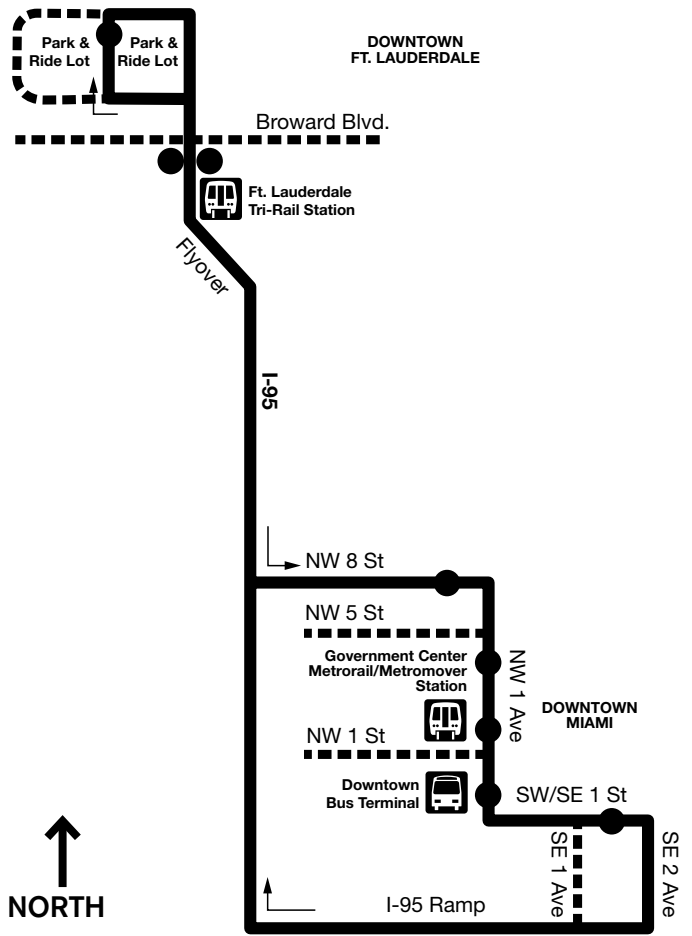 Park &
Ride Lot
Park &
Ride Lot
DOWNTOWN
FT. LAUDERDALE
Broward Blvd.
Ft. Lauderdale
Tri-Rail Station
Flyover
I-95
NW 8 St
NW 5 St
Government Center
Metrorail/Metromover
Station
NW 1 Ave
DOWNTOWN
MIAMI
NW 1 St
Downtown
Bus Terminal
SW/SE 1 St
SE 1 Ave
SE 2 Ave
I-95 Ramp
NORTH